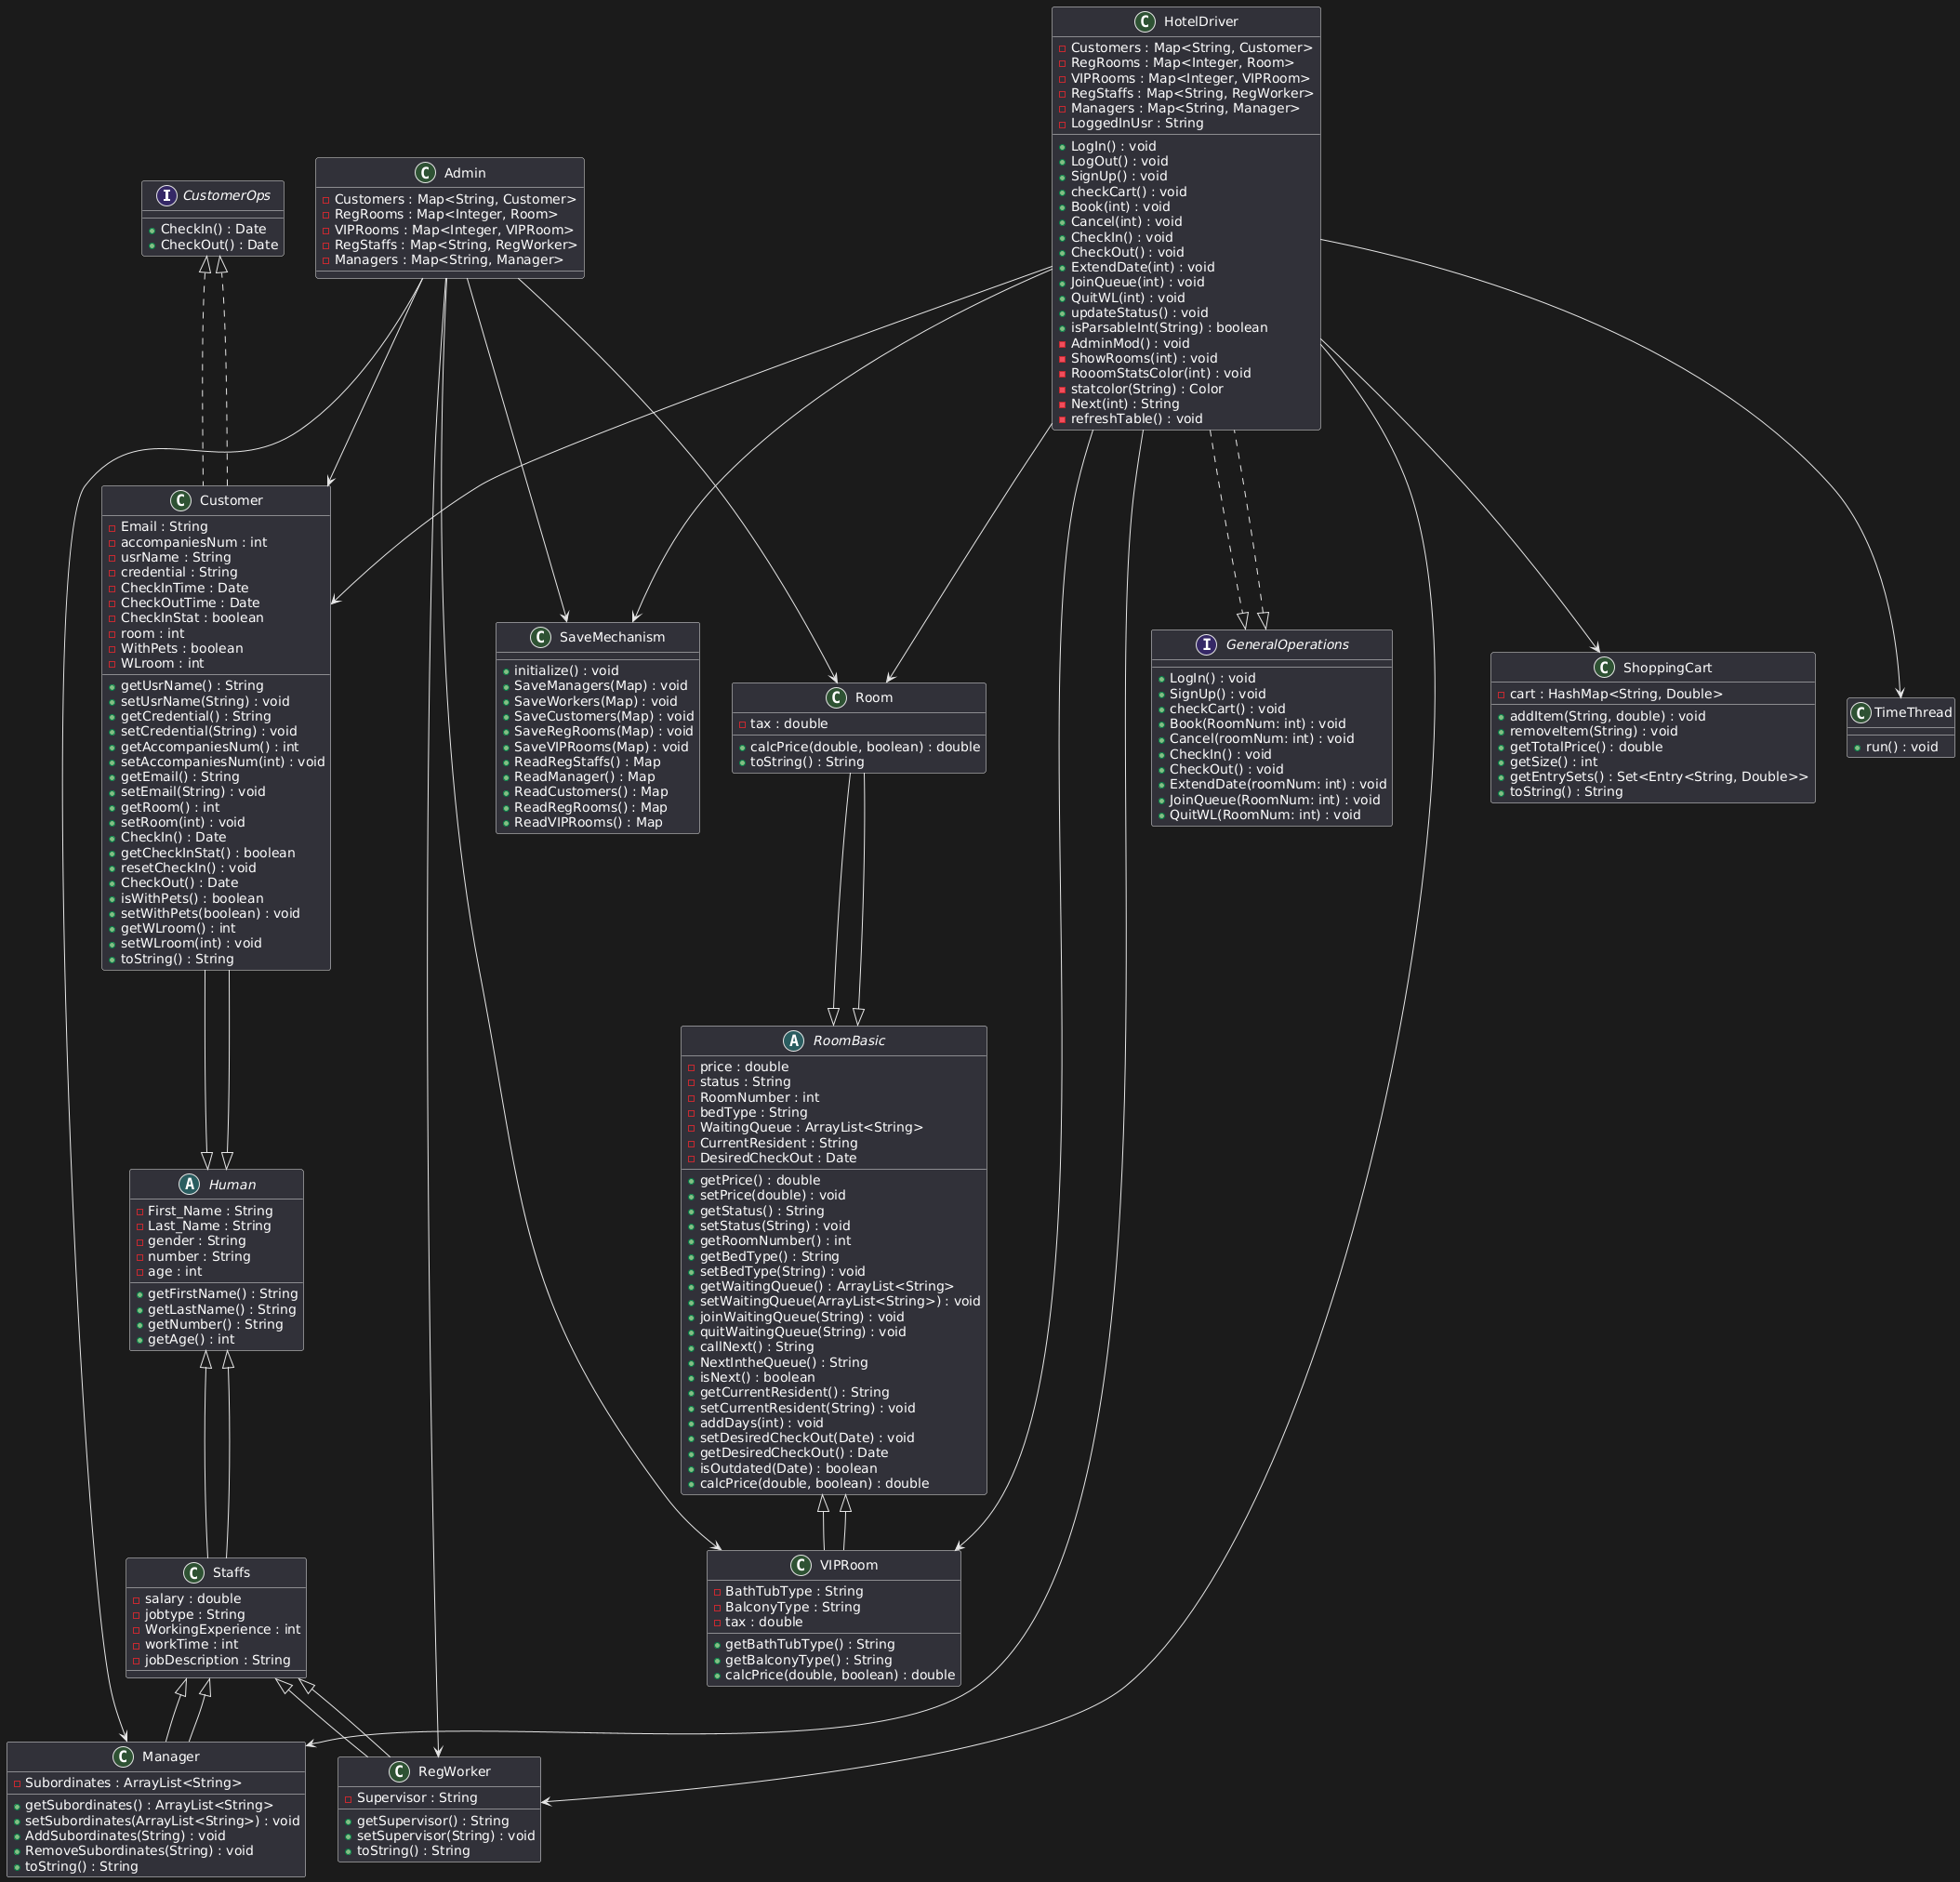 C HotelDriver
Customers : Map<String, Customer>
RegRooms : Map<Integer, Room>
VIPRooms : Map<Integer, VIPRoom>
RegStaffs : Map<String, RegWorker>
Managers : Map<String, Manager>
LoggedInUsr : String
LogIn() : void
LogOut() : void
SignUp() : void
checkCart() : void
Book(int) : void
Cancel(int) : void
CheckIn() : void
CheckOut() : void
ExtendDate(int) : void
JoinQueue(int) : void
QuitWL(int) : void
updateStatus() : void
isParsableInt(String) : boolean
AdminMod() : void
ShowRooms(int) : void
RooomStatsColor(int) : void
statcolor(String) : Color
Next(int) : String
refreshTable() : void
I CustomerOps
CheckIn() : Date
CheckOut() : Date
C Admin
Customers : Map<String, Customer>
RegRooms : Map<Integer, Room>
VIPRooms : Map<Integer, VIPRoom>
RegStaffs : Map<String, RegWorker>
Managers : Map<String, Manager>
C Customer
Email : String
accompaniesNum : int
usrName : String
credential : String
CheckInTime : Date
CheckOutTime : Date
CheckInStat : boolean
room : int
WithPets : boolean
WLroom : int
getUsrName() : String
setUsrName(String) : void
getCredential() : String
setCredential(String) : void
getAccompaniesNum() : int
setAccompaniesNum(int) : void
getEmail() : String
setEmail(String) : void
getRoom() : int
setRoom(int) : void
CheckIn() : Date
getCheckInStat() : boolean
resetCheckIn() : void
CheckOut() : Date
isWithPets() : boolean
setWithPets(boolean) : void
getWLroom() : int
setWLroom(int) : void
toString() : String
C SaveMechanism
initialize() : void
SaveManagers(Map) : void
SaveWorkers(Map) : void
SaveCustomers(Map) : void
SaveRegRooms(Map) : void
SaveVIPRooms(Map) : void
ReadRegStaffs() : Map
ReadManager() : Map
ReadCustomers() : Map
ReadRegRooms() : Map
ReadVIPRooms() : Map
C Room
tax : double
calcPrice(double, boolean) : double
toString() : String
I GeneralOperations
LogIn() : void
SignUp() : void
checkCart() : void
Book(RoomNum: int) : void
Cancel(roomNum: int) : void
CheckIn() : void
CheckOut() : void
ExtendDate(roomNum: int) : void
JoinQueue(RoomNum: int) : void
QuitWL(RoomNum: int) : void
C ShoppingCart
cart : HashMap<String, Double>
addItem(String, double) : void
removeItem(String) : void
getTotalPrice() : double
getSize() : int
getEntrySets() : Set<Entry<String, Double>>
toString() : String
C TimeThread
run() : void
A Human
First_Name : String
Last_Name : String
gender : String
number : String
age : int
getFirstName() : String
getLastName() : String
getNumber() : String
getAge() : int
A RoomBasic
price : double
status : String
RoomNumber : int
bedType : String
WaitingQueue : ArrayList<String>
CurrentResident : String
DesiredCheckOut : Date
getPrice() : double
setPrice(double) : void
getStatus() : String
setStatus(String) : void
getRoomNumber() : int
getBedType() : String
setBedType(String) : void
getWaitingQueue() : ArrayList<String>
setWaitingQueue(ArrayList<String>) : void
joinWaitingQueue(String) : void
quitWaitingQueue(String) : void
callNext() : String
NextIntheQueue() : String
isNext() : boolean
getCurrentResident() : String
setCurrentResident(String) : void
addDays(int) : void
setDesiredCheckOut(Date) : void
getDesiredCheckOut() : Date
isOutdated(Date) : boolean
calcPrice(double, boolean) : double
C Staffs
salary : double
jobtype : String
WorkingExperience : int
workTime : int
jobDescription : String
C VIPRoom
BathTubType : String
BalconyType : String
tax : double
getBathTubType() : String
getBalconyType() : String
calcPrice(double, boolean) : double
C Manager
Subordinates : ArrayList<String>
getSubordinates() : ArrayList<String>
setSubordinates(ArrayList<String>) : void
AddSubordinates(String) : void
RemoveSubordinates(String) : void
toString() : String
C RegWorker
Supervisor : String
getSupervisor() : String
setSupervisor(String) : void
toString() : String